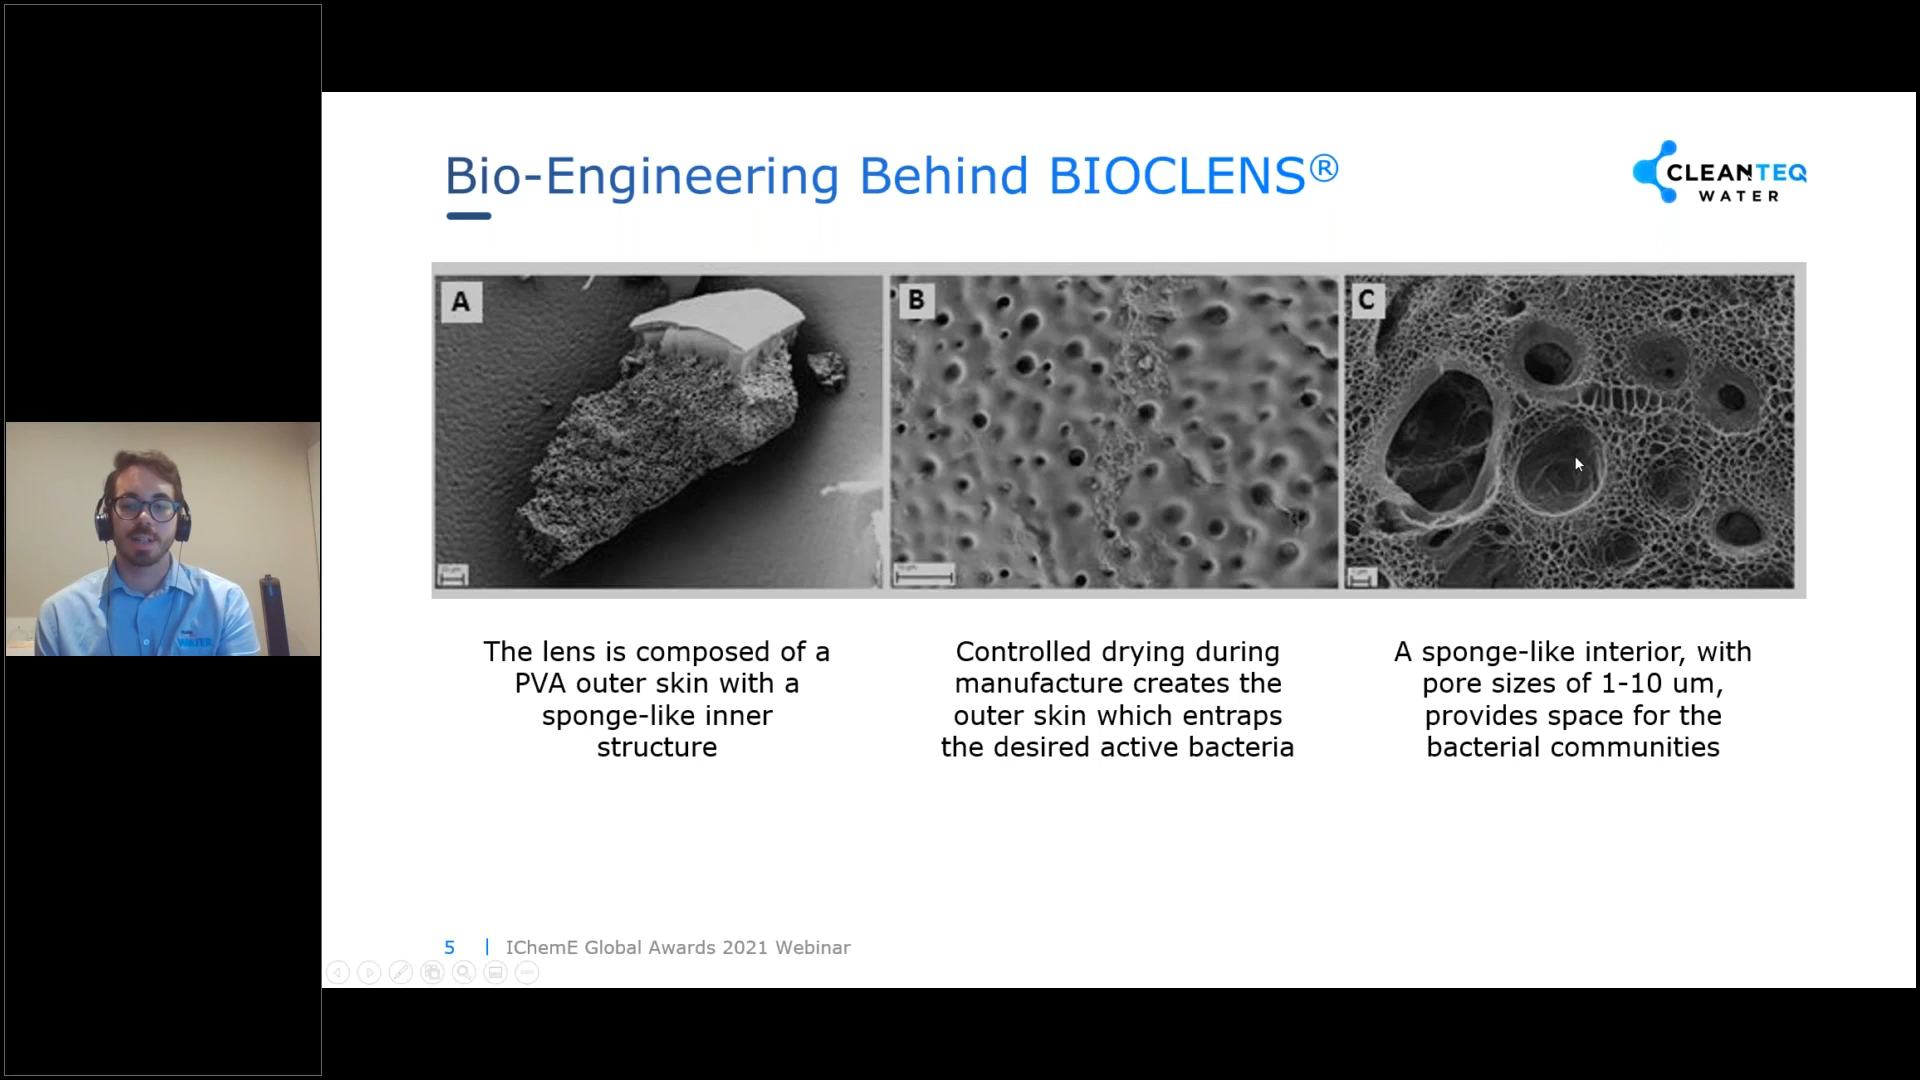 Bio-Engineering Behind BIOCLENS®
CLEANTEQ
WATER
A
B
C
The lens is composed of a
PVA outer skin with a
sponge-like inner
structure
Controlled drying during
manufacture creates the
outer skin which entraps
the desired active bacteria
A sponge-like interior, with
pore sizes of 1-10 um,
provides space for the
bacterial communities
WATER
5 | IChemE Global Awards 2021 Webinar